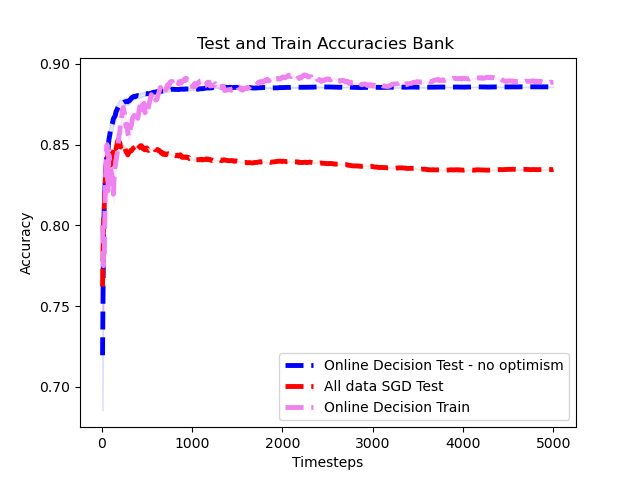 Test and Train Accuracies Bank
0.90
0.85
0.80
0.75
0.70
Accuracy
Online Decision Test - no optimism
All data SGD Test
Online Decision Train
0 1000 2000 3000 4000 5000
Timesteps